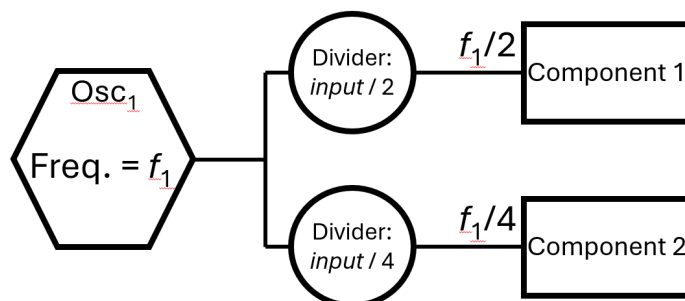 Osc₁
Freq. = f₁
Divider:
input / 2
f₁/2
Component 1
Divider:
input / 4
f₁/4
Component 2